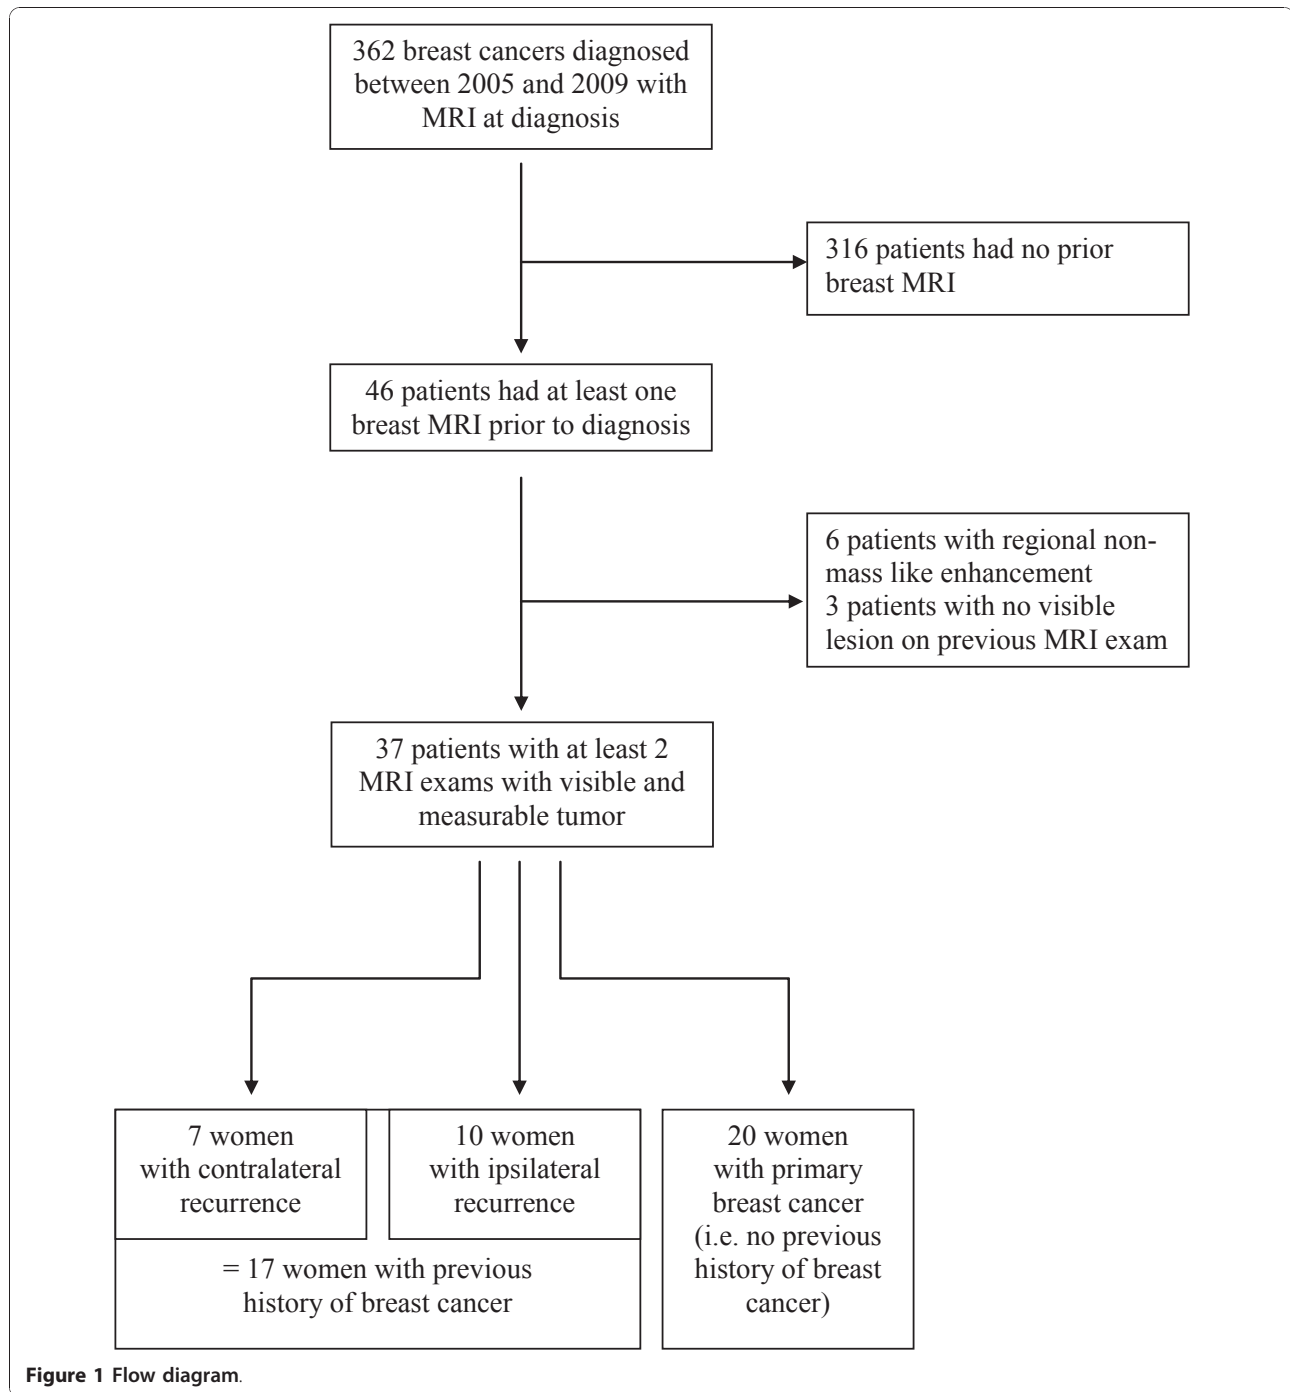 362 breast cancers diagnosed
between 2005 and 2009 with
MRI at diagnosis
316 patients had no prior
breast MRI
46 patients had at least one
breast MRI prior to diagnosis
6 patients with regional non-
mass like enhancement
3 patients with no visible
lesion on previous MRI exam
37 patients with at least 2
MRI exams with visible and
measurable tumor
7 women
with contralateral
recurrence
10 women
with ipsilateral
recurrence
= 17 women with previous
history of breast cancer
20 women
with primary
breast cancer
(i.e. no previous
history of breast
cancer)
Figure 1 Flow diagram.